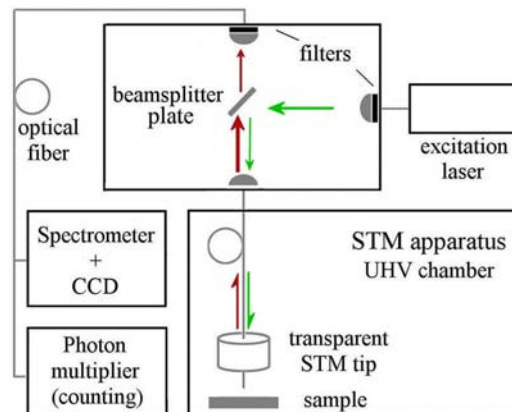 filters
beamsplitter
plate
optical
fiber
excitation
laser
Spectrometer
+
CCD
STM apparatus
UHV chamber
transparent
STM tip
Photon
multiplier
(counting)
sample